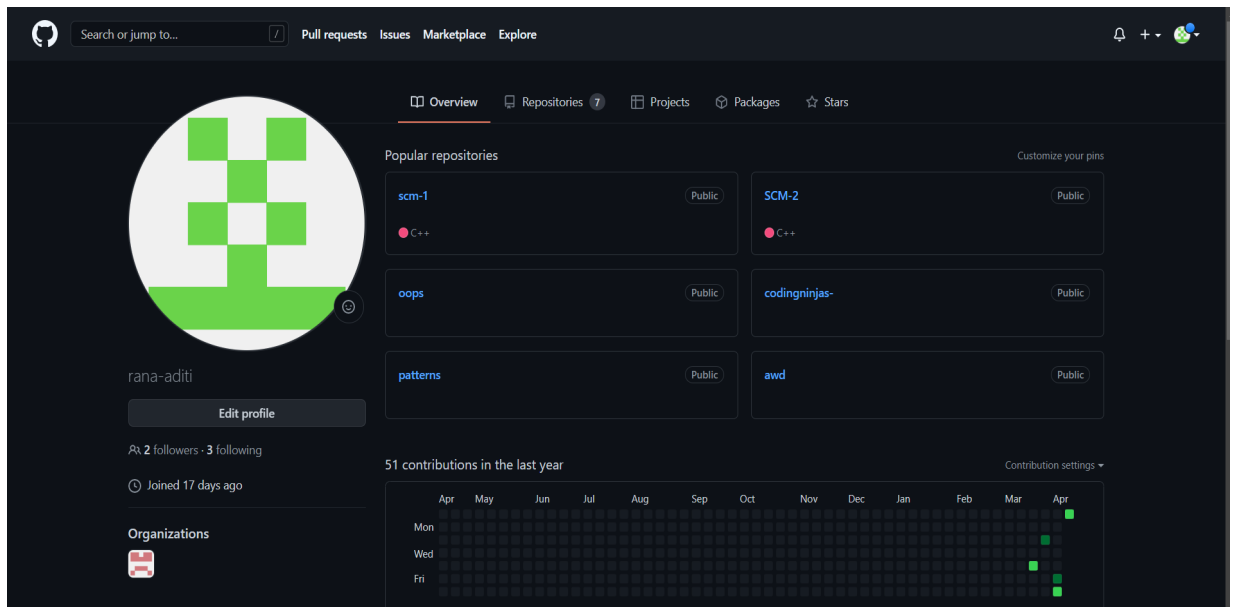 Search or jump to... / Pull requests Issues Marketplace Explore
Overview Repositories 7 Projects Packages Stars
Popular repositories Customize your pins
scm-1 Public SCM-2 Public
C++ C++
oops Public codingninjas- Public
patterns Public awd Public
rana-aditi
Edit profile
2 followers · 3 following
Joined 17 days ago
Organizations
51 contributions in the last year Contribution settings
Apr May Jun Jul Aug Sep Oct Nov Dec Jan Feb Mar Apr
Mon
Wed
Fri